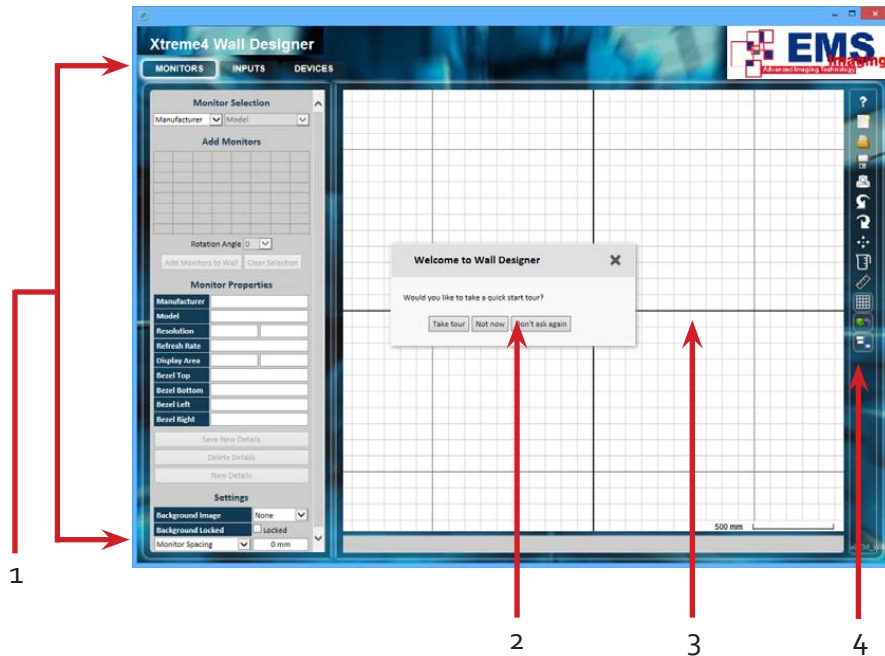 Xtreme4 Wall Designer
EMS
Imaging
Advanced Imaging Technology
MONITORS INPUTS DEVICES
Monitor Selection
Manufacturer Model
Add Monitors
Rotation Angle 0
Add Monitors to Wall Clear Selection
Monitor Properties
Manufacturer
Model
Resolution
Refresh Rate
Display Area
Bezel Top
Bezel Bottom
Bezel Left
Bezel Right
Save New Details
Delete Details
New Details
Settings
Background Image None
Background Locked Locked
Monitor Spacing 0 mm
Welcome to Wall Designer
Would you like to take a quick start tour?
Take tour Not now Don't ask again
500 mm
?
1
2
3
4